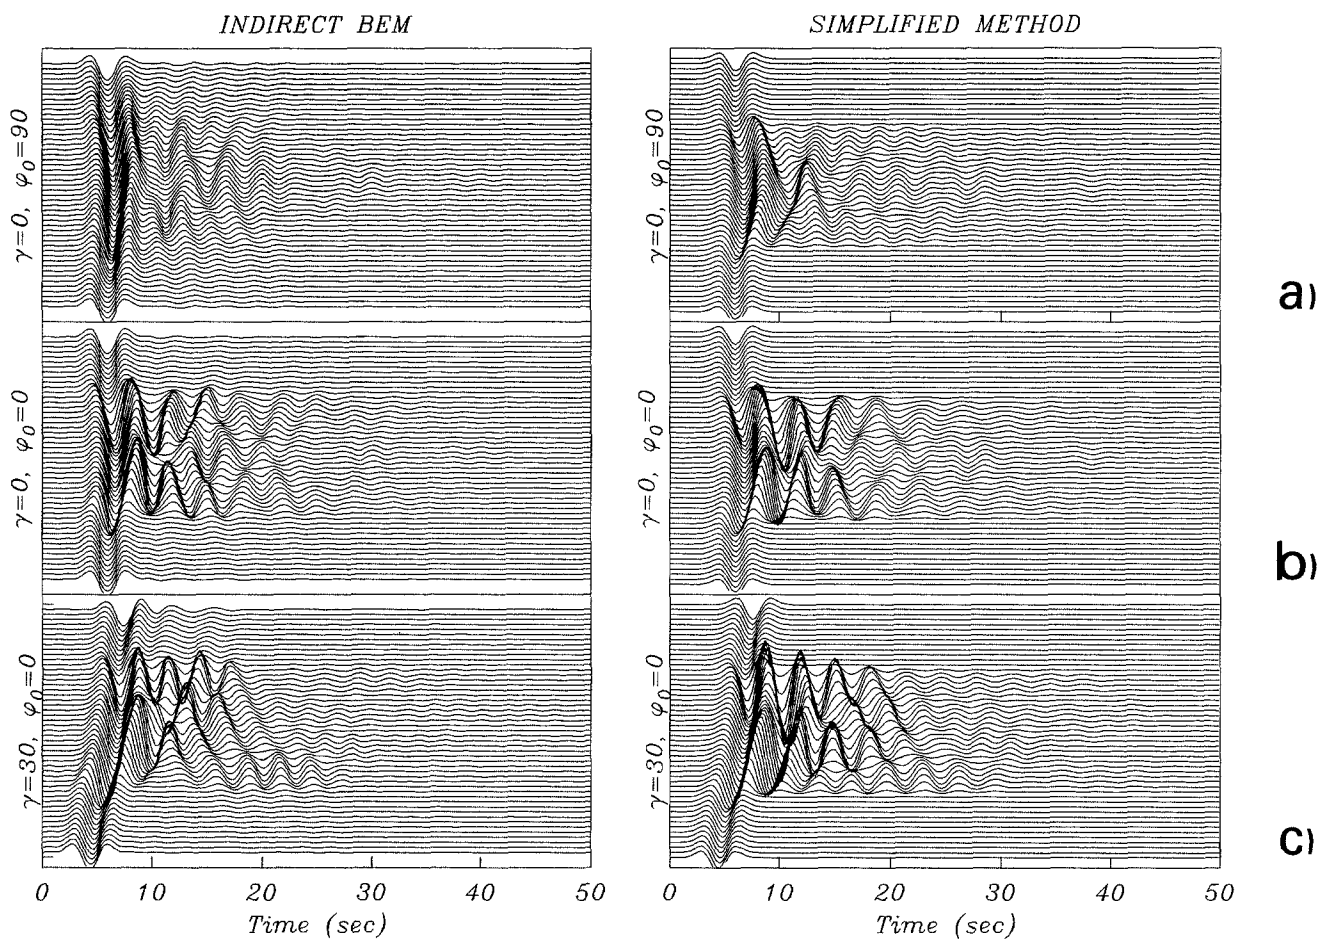 INDIRECT BEM
SIMPLIFIED METHOD
γ=0, φ₀=90
γ=0, φ₀=90
a)
γ=0, φ₀=0
γ=0, φ₀=0
b)
γ=30, φ₀=0
γ=30, φ₀=0
c)
0 10 20 30 40 50
0 10 20 30 40 50
Time (sec)
Time (sec)